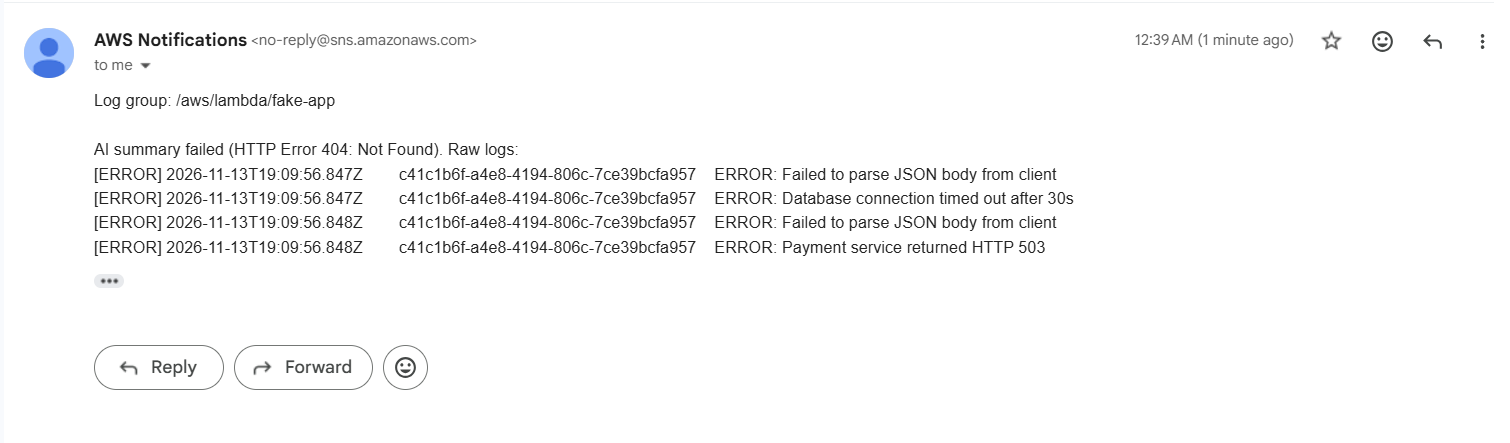 AWS Notifications <no-reply@sns.amazonaws.com> 12:39 AM (1 minute ago)
to me
Log group: /aws/lambda/fake-app
AI summary failed (HTTP Error 404: Not Found). Raw logs:
[ERROR] 2026-11-13T19:09:56.847Z c41c1b6f-a4e8-4194-806c-7ce39bcfa957 ERROR: Failed to parse JSON body from client
[ERROR] 2026-11-13T19:09:56.847Z c41c1b6f-a4e8-4194-806c-7ce39bcfa957 ERROR: Database connection timed out after 30s
[ERROR] 2026-11-13T19:09:56.848Z c41c1b6f-a4e8-4194-806c-7ce39bcfa957 ERROR: Failed to parse JSON body from client
[ERROR] 2026-11-13T19:09:56.848Z c41c1b6f-a4e8-4194-806c-7ce39bcfa957 ERROR: Payment service returned HTTP 503
Reply Forward